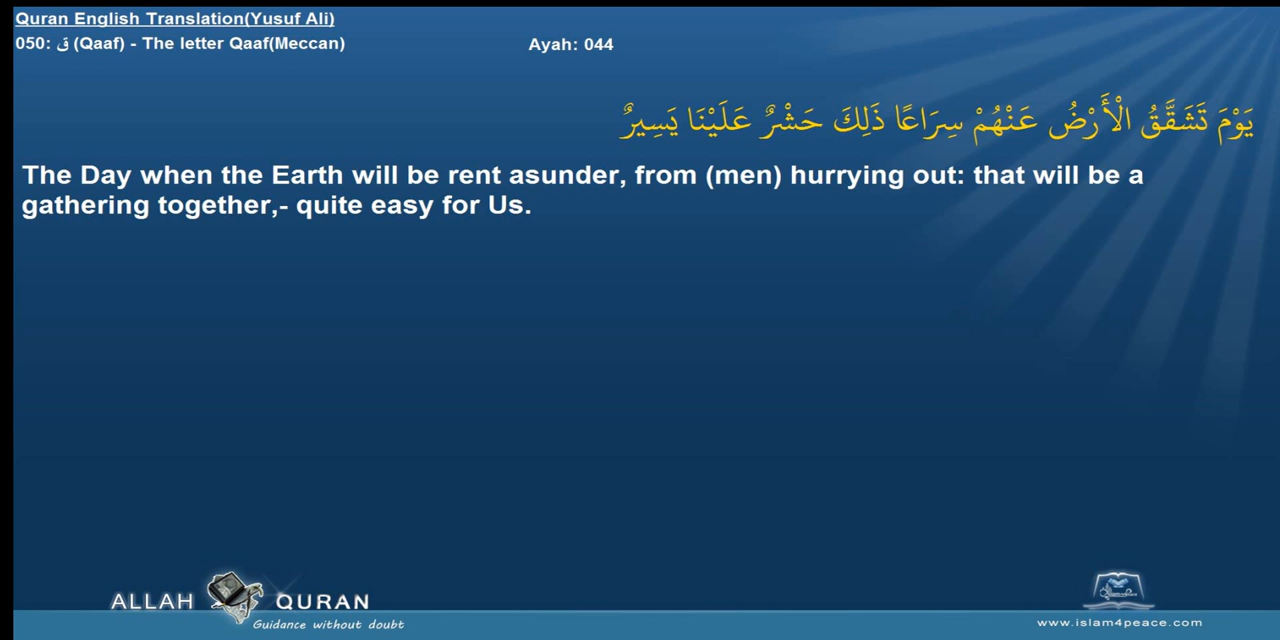 Quran English Translation(Yusuf Ali)
050: ق (Qaaf) - The letter Qaaf(Meccan)
Ayah: 044
يَوْمَ تَشَقَّقُ الْأَرْضُ عَنْهُمْ سِرَاعًا ذَلِكَ حَشْرٌ عَلَيْنَا يَسِيرٌ
The Day when the Earth will be rent asunder, from (men) hurrying out: that will be a
gathering together,- quite easy for Us.
ALLAH QURAN
Guidance without doubt
www.islam4peace.com